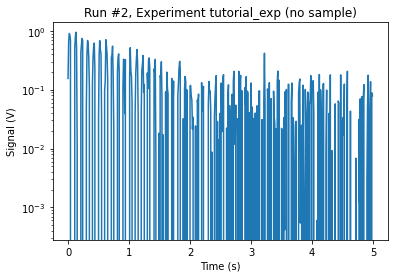 Run #2, Experiment tutorial_exp (no sample)
10⁰
10⁻¹
10⁻²
10⁻³
Signal (V)
0 1 2 3 4 5
Time (s)